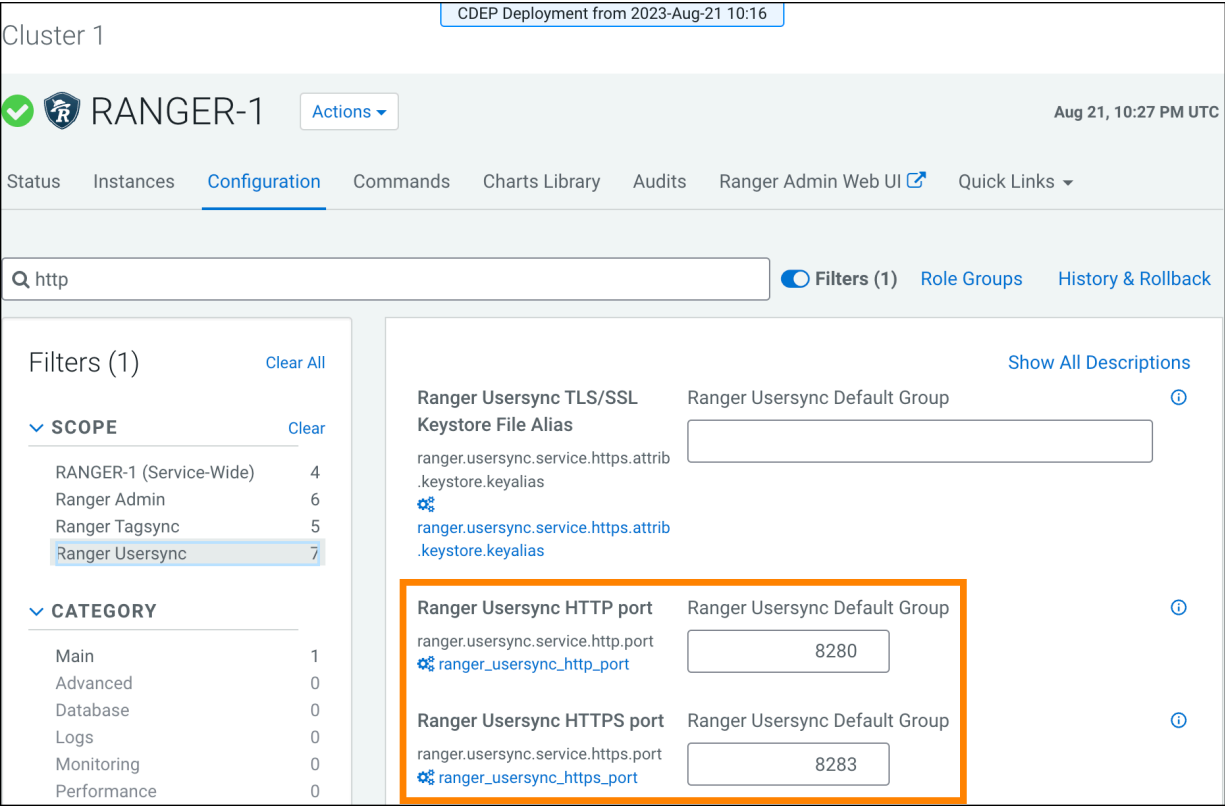 CDEP Deployment from 2023-Aug-21 10:16
Cluster 1
RANGER-1
Actions
Aug 21, 10:27 PM UTC
Status
Instances
Configuration
Commands
Charts Library
Audits
Ranger Admin Web UI
Quick Links
http
Filters (1)
Role Groups
History & Rollback
Filters (1)
Clear All
SCOPE
Clear
RANGER-1 (Service-Wide) 4
Ranger Admin 6
Ranger Tagsync 5
Ranger Usersync 7
CATEGORY
Main 1
Advanced 0
Database 0
Logs 0
Monitoring 0
Performance 0
Show All Descriptions
Ranger Usersync TLS/SSL
Keystore File Alias
ranger.usersync.service.https.attrib
.keystore.keyalias
ranger.usersync.service.https.attrib
.keystore.keyalias
Ranger Usersync Default Group
Ranger Usersync HTTP port
ranger.usersync.service.http.port
ranger_usersync_http_port
Ranger Usersync Default Group
8280
Ranger Usersync HTTPS port
ranger.usersync.service.https.port
ranger_usersync_https_port
Ranger Usersync Default Group
8283